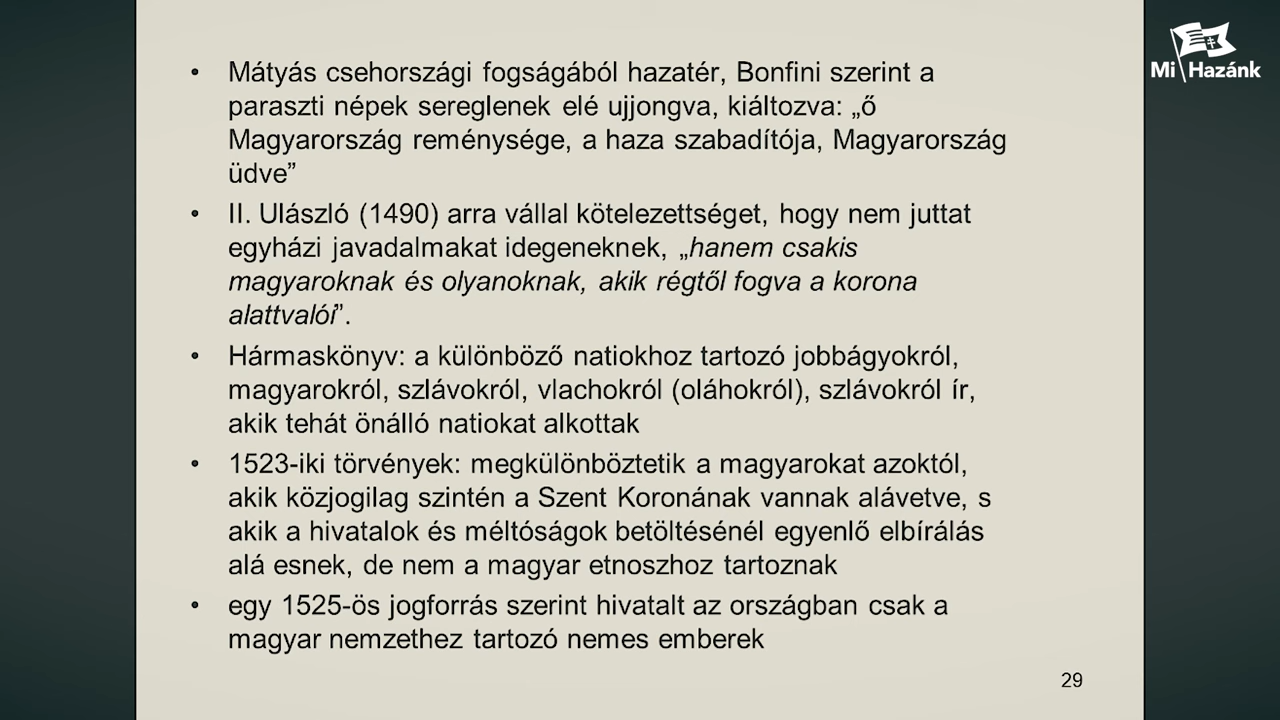 Mi Hazánk
• Mátyás csehországi fogságából hazatér, Bonfini szerint a
paraszti népek sereglenek elé ujjongva, kiáltozva: „ő
Magyarország reménysége, a haza szabadítója, Magyarország
üdve”
• II. Ulászló (1490) arra vállal kötelezettséget, hogy nem juttat
egyházi javadalmakat idegeneknek, „hanem csakis
magyaroknak és olyanoknak, akik régtől fogva a korona
alattvalói”.
• Hármaskönyv: a különböző natiokhoz tartozó jobbágyokról,
magyarokról, szlávokról, vlachokról (oláhokról), szlávokról ír,
akik tehát önálló natiokat alkottak
• 1523-iki törvények: megkülönböztetik a magyarokat azoktól,
akik közjogilag szintén a Szent Koronának vannak alávetve, s
akik a hivatalok és méltóságok betöltésénél egyenlő elbírálás
alá esnek, de nem a magyar etnoszhoz tartoznak
• egy 1525-ös jogforrás szerint hivatalt az országban csak a
magyar nemzethez tartozó nemes emberek
29